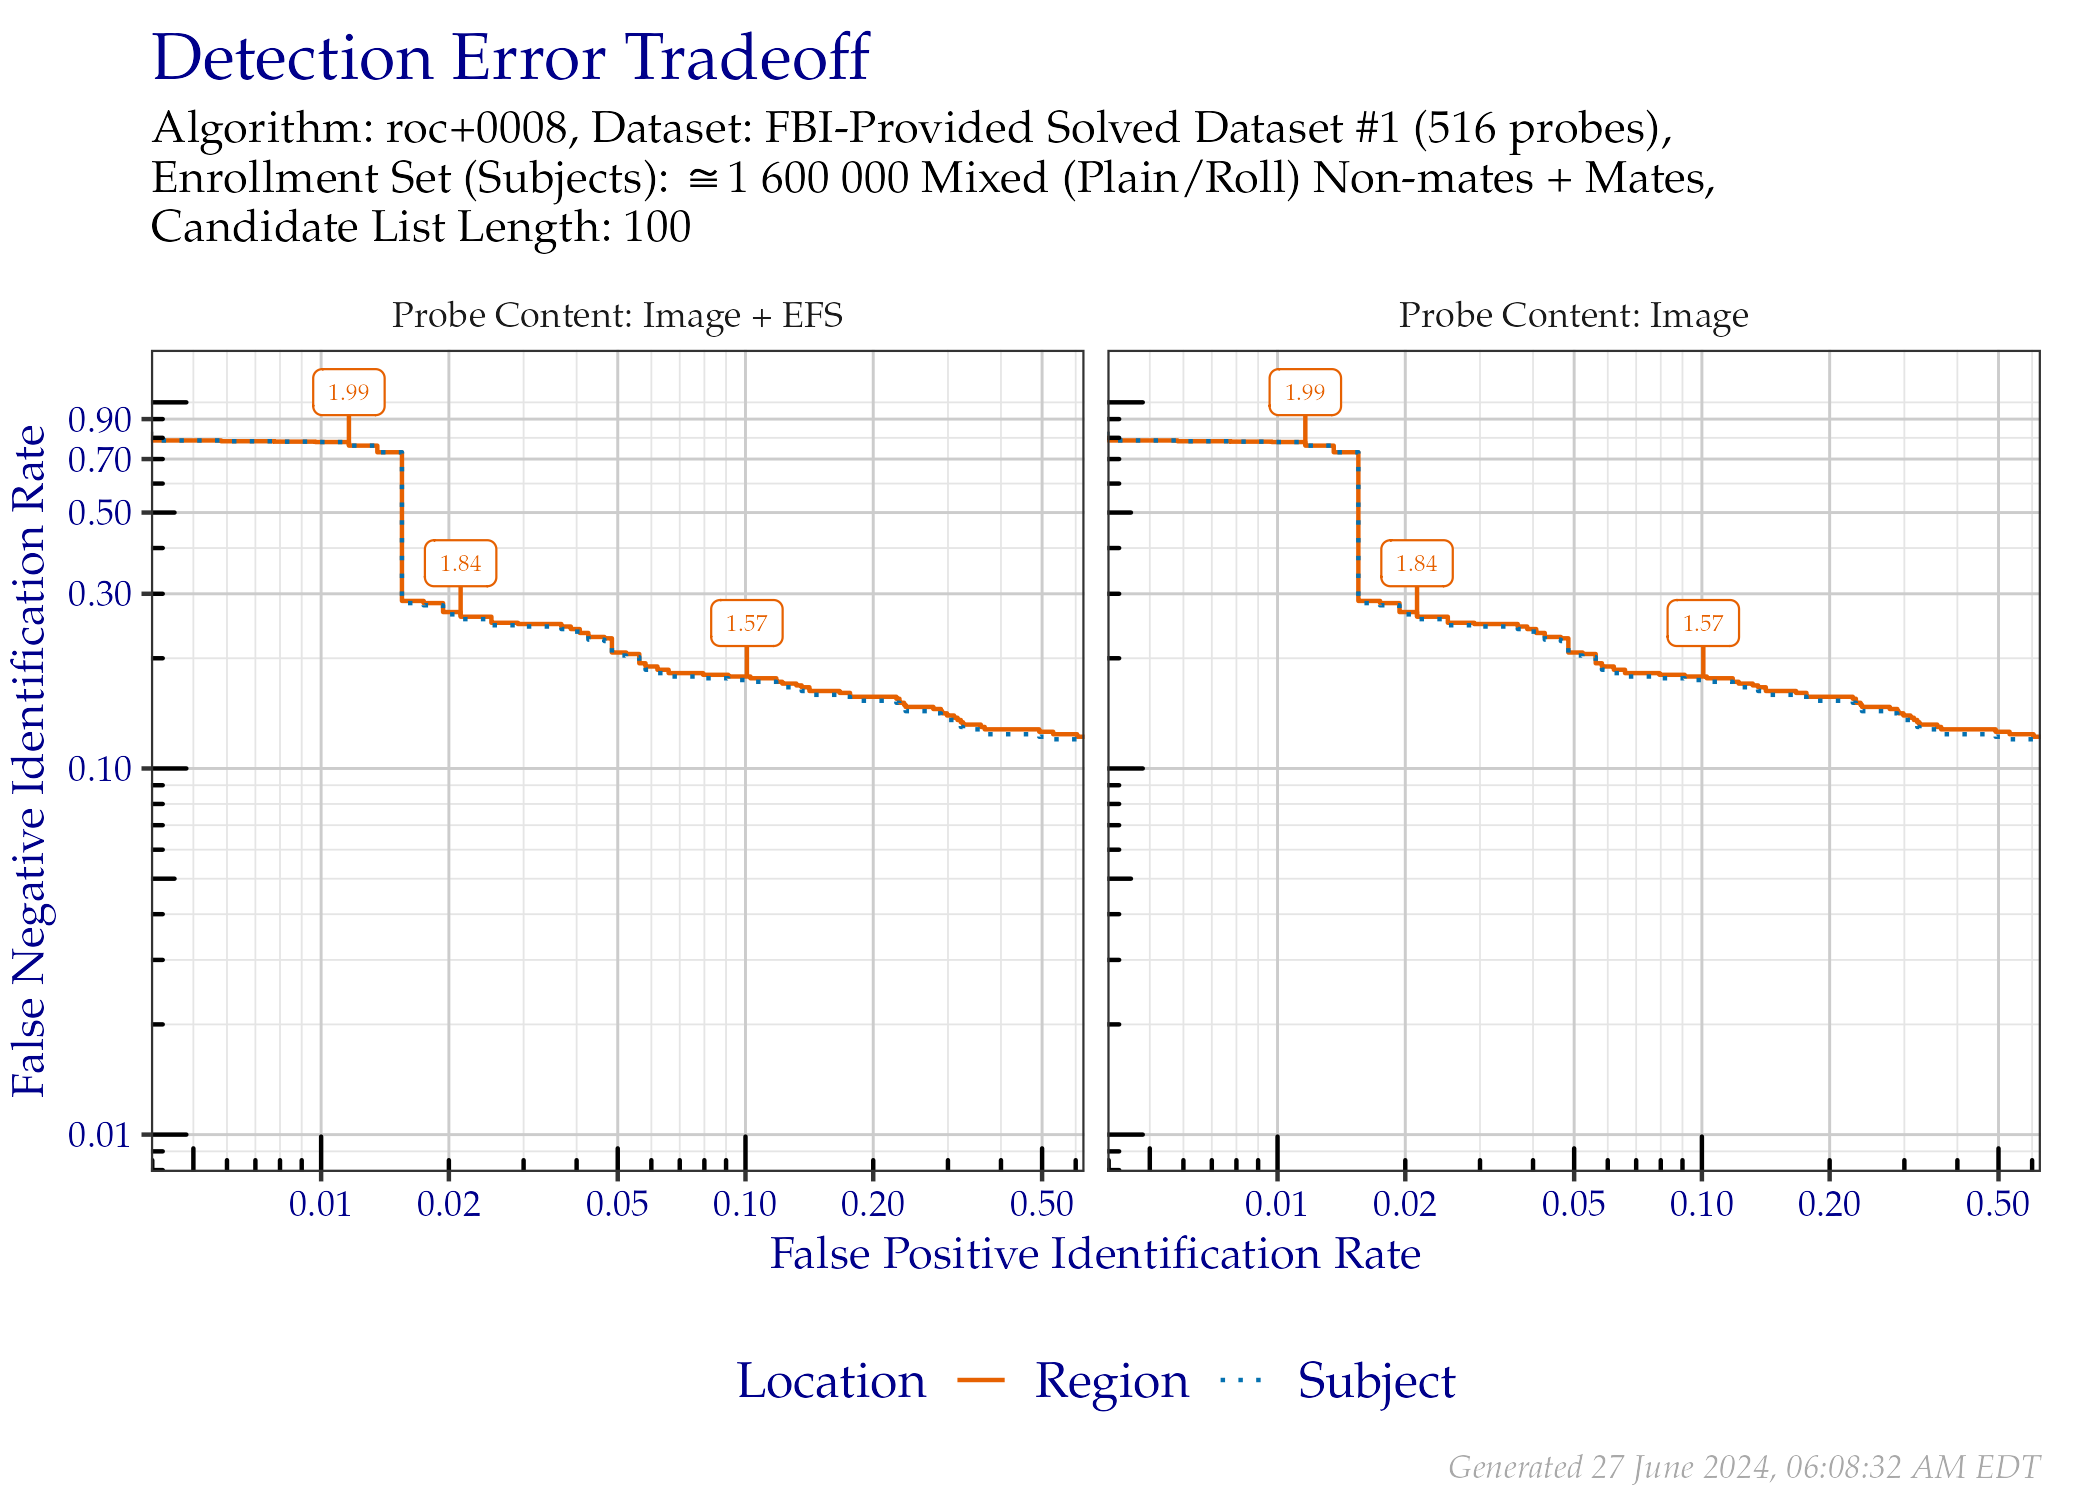 Detection Error Tradeoff
Algorithm: roc+0008, Dataset: FBI-Provided Solved Dataset #1 (516 probes),
Enrollment Set (Subjects): ≅1 600 000 Mixed (Plain/Roll) Non-mates + Mates,
Candidate List Length: 100
Probe Content: Image + EFS
Probe Content: Image
False Negative Identification Rate
0.90
0.70
0.50
0.30
0.10
0.01
1.99
1.84
1.57
1.99
1.84
1.57
0.01 0.02 0.05 0.10 0.20 0.50
0.01 0.02 0.05 0.10 0.20 0.50
False Positive Identification Rate
Location Region Subject
Generated 27 June 2024, 06:08:32 AM EDT